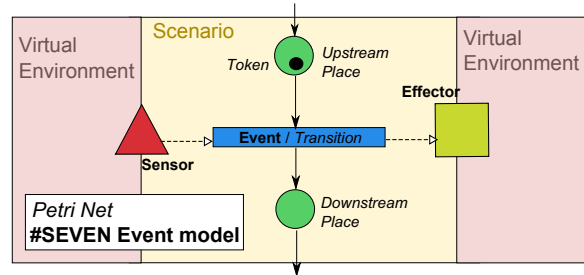 Virtual
Environment
Scenario
Token
Upstream
Place
Virtual
Environment
Effector
Event / Transition
Sensor
Downstream
Place
Petri Net
#SEVEN Event model